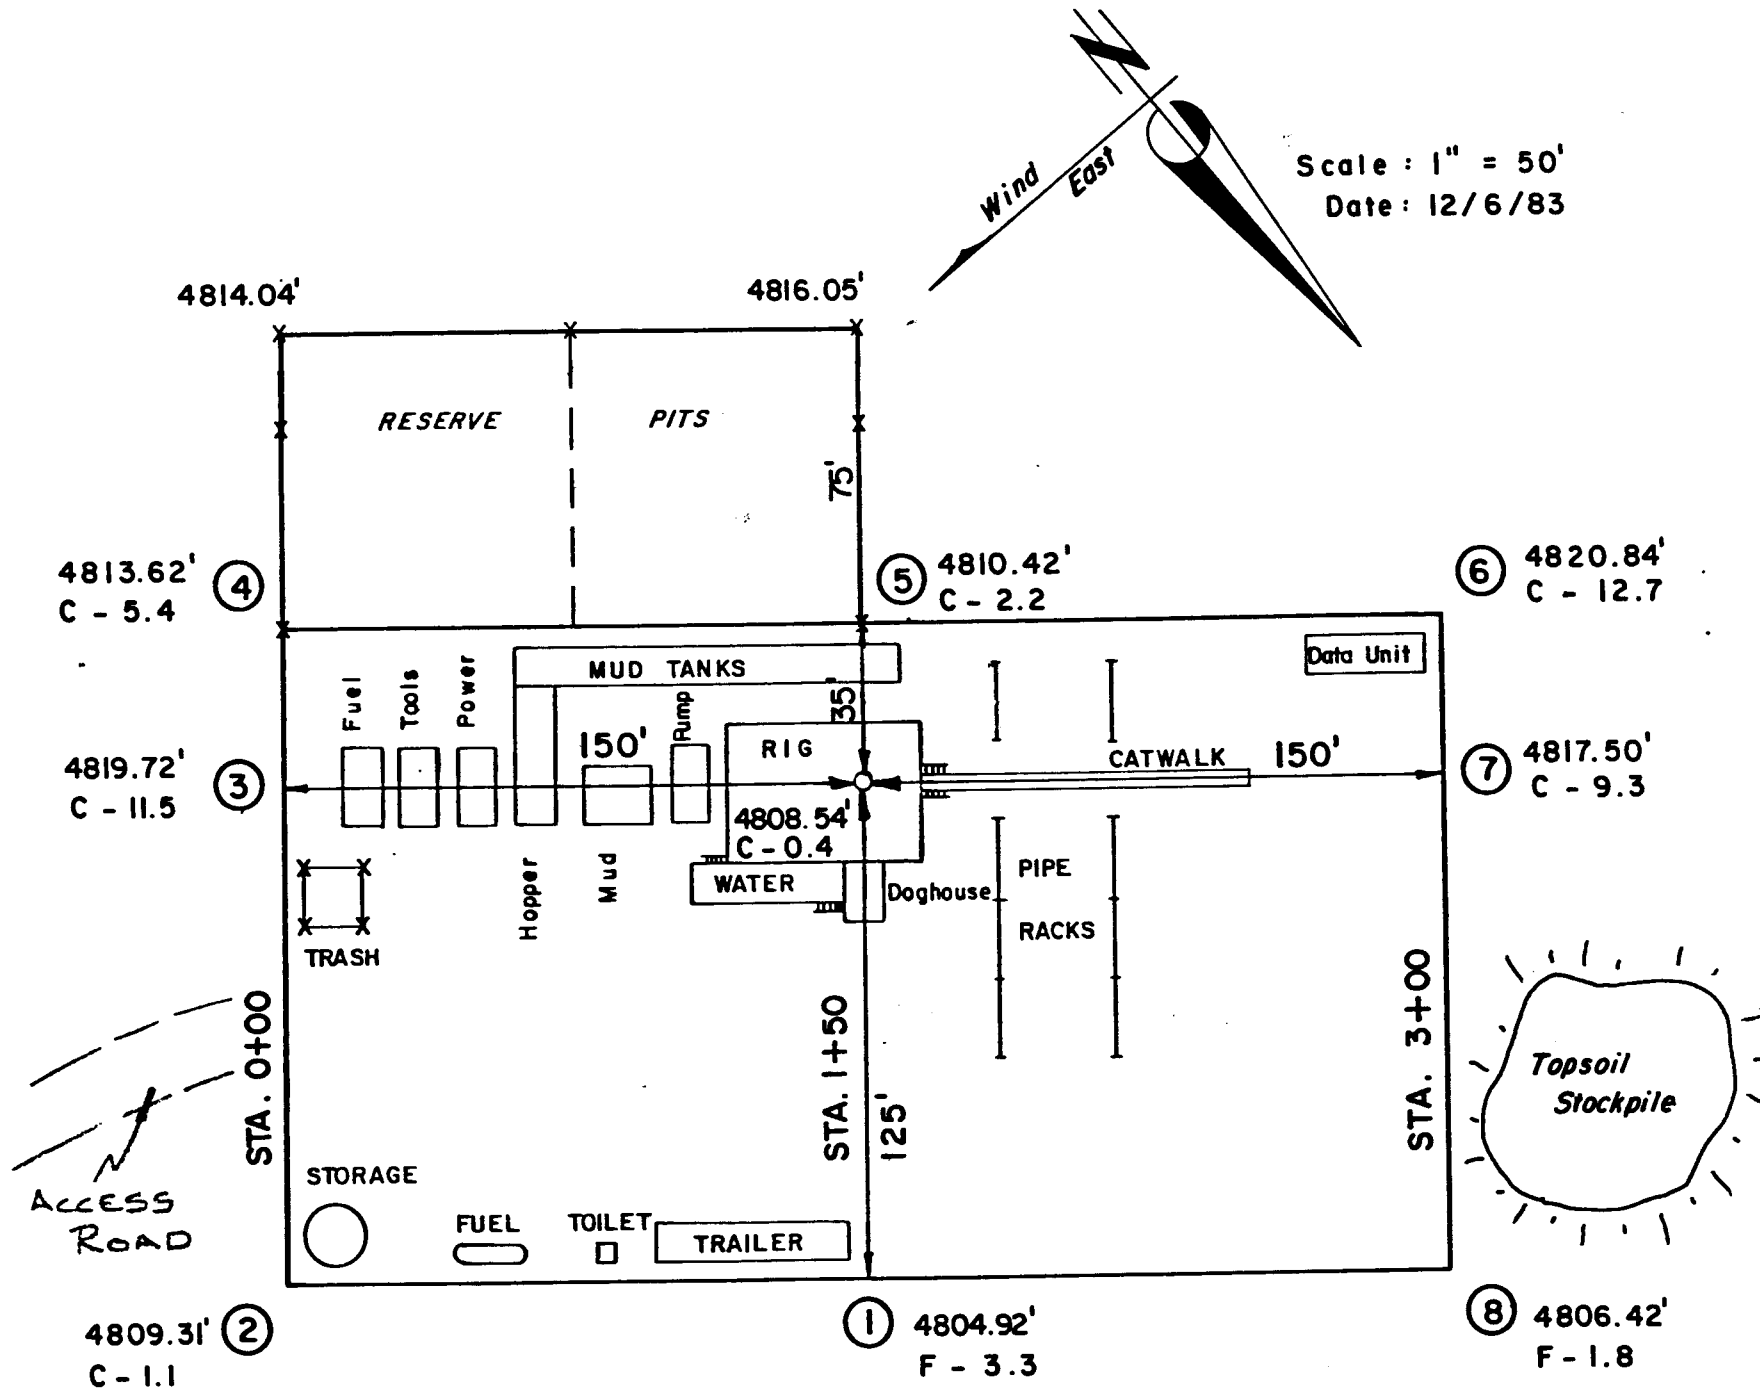 N
Wind
East
Scale : 1" = 50'
Date : 12/6/83
4814.04'
4816.05'
RESERVE PITS
75'
4813.62' 4
C - 5.4
5 4810.42'
C - 2.2
6 4820.84'
C - 12.7
MUD TANKS
Data Unit
Fuel
Tools
Power
Pump
35'
RIG
150'
CATWALK
150'
4819.72' 3
C - 11.5
7 4817.50'
C - 9.3
4808.54'
C - 0.4
Hopper
Mud
WATER
Doghouse
PIPE
RACKS
TRASH
STA. 0+00
STA. 1+50
125'
STA. 3+00
Topsoil
Stockpile
ACCESS
ROAD
STORAGE
FUEL
TOILET
TRAILER
4809.31' 2
C - 1.1
1 4804.92'
F - 3.3
8 4806.42'
F - 1.8